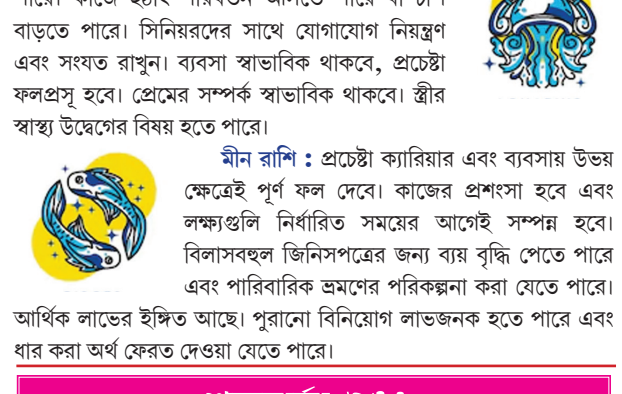 বাড়তে পারে। সিনিয়রদের সাথে যোগাযোগ নিয়ন্ত্রণ
এবং সংযত রাখুন। ব্যবসা স্বাভাবিক থাকবে, প্রচেষ্টা
ফলপ্রসূ হবে। প্রেমের সম্পর্ক স্বাভাবিক থাকবে। স্ত্রীর
স্বাস্থ্য উদ্বেগের বিষয় হতে পারে।
মীন রাশি : প্রচেষ্টা ক্যারিয়ার এবং ব্যবসায় উভয়
ক্ষেত্রেই পূর্ণ ফল দেবে। কাজের প্রশংসা হবে এবং
লক্ষ্যগুলি নির্ধারিত সময়ের আগেই সম্পন্ন হবে।
বিলাসবহুল জিনিসপত্রের জন্য ব্যয় বৃদ্ধি পেতে পারে
এবং পারিবারিক ভ্রমণের পরিকল্পনা করা যেতে পারে।
আর্থিক লাভের ইঙ্গিত আছে। পুরানো বিনিয়োগ লাভজনক হতে পারে এবং
ধার করা অর্থ ফেরত দেওয়া যেতে পারে।